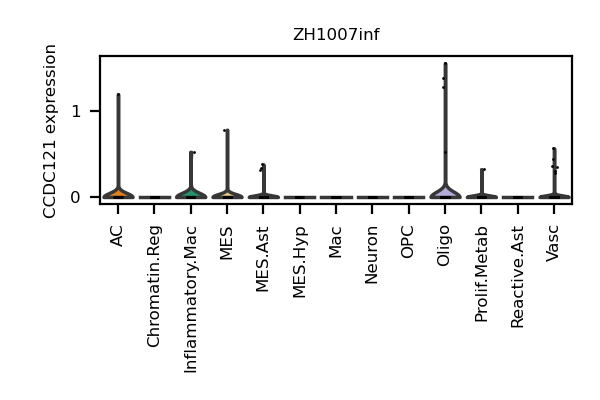 ZH1007inf
CCDC121 expression
1
0
AC
Chromatin.Reg
Inflammatory.Mac
MES
MES.Ast
MES.Hyp
Mac
Neuron
OPC
Oligo
Prolif.Metab
Reactive.Ast
Vasc